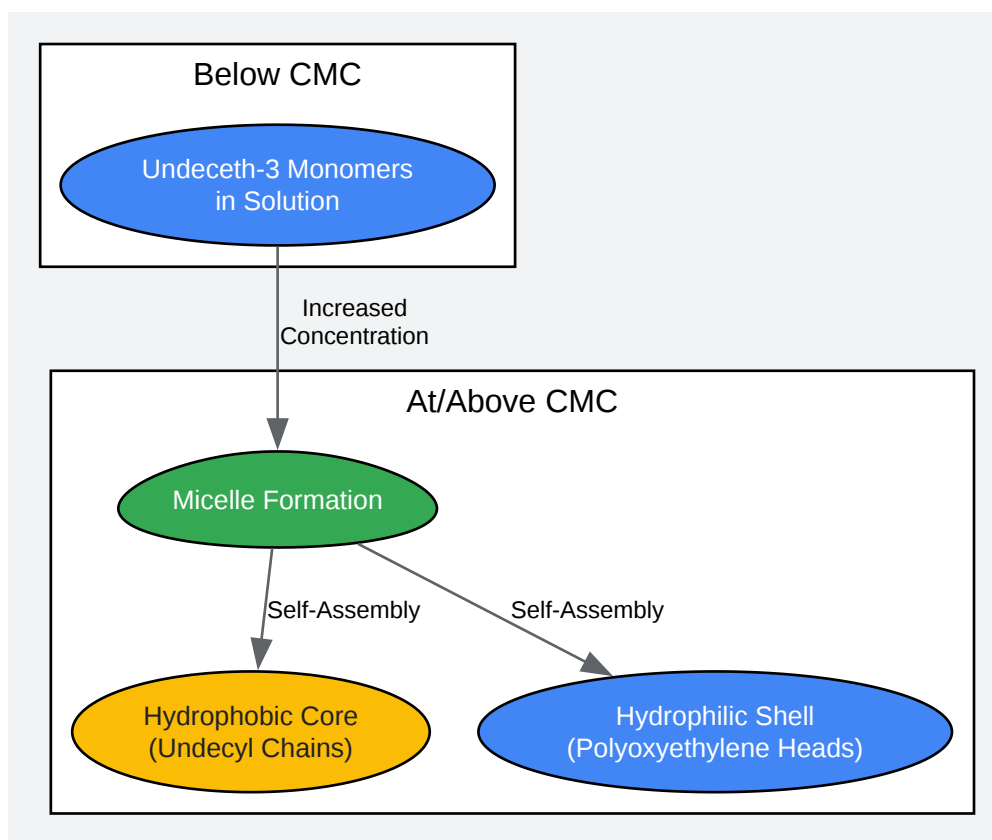 Below CMC
Undeceth-3 Monomers
in Solution
Increased
Concentration
At/Above CMC
Micelle Formation
Self-Assembly
Self-Assembly
Hydrophobic Core
(Undecyl Chains)
Hydrophilic Shell
(Polyoxyethylene Heads)